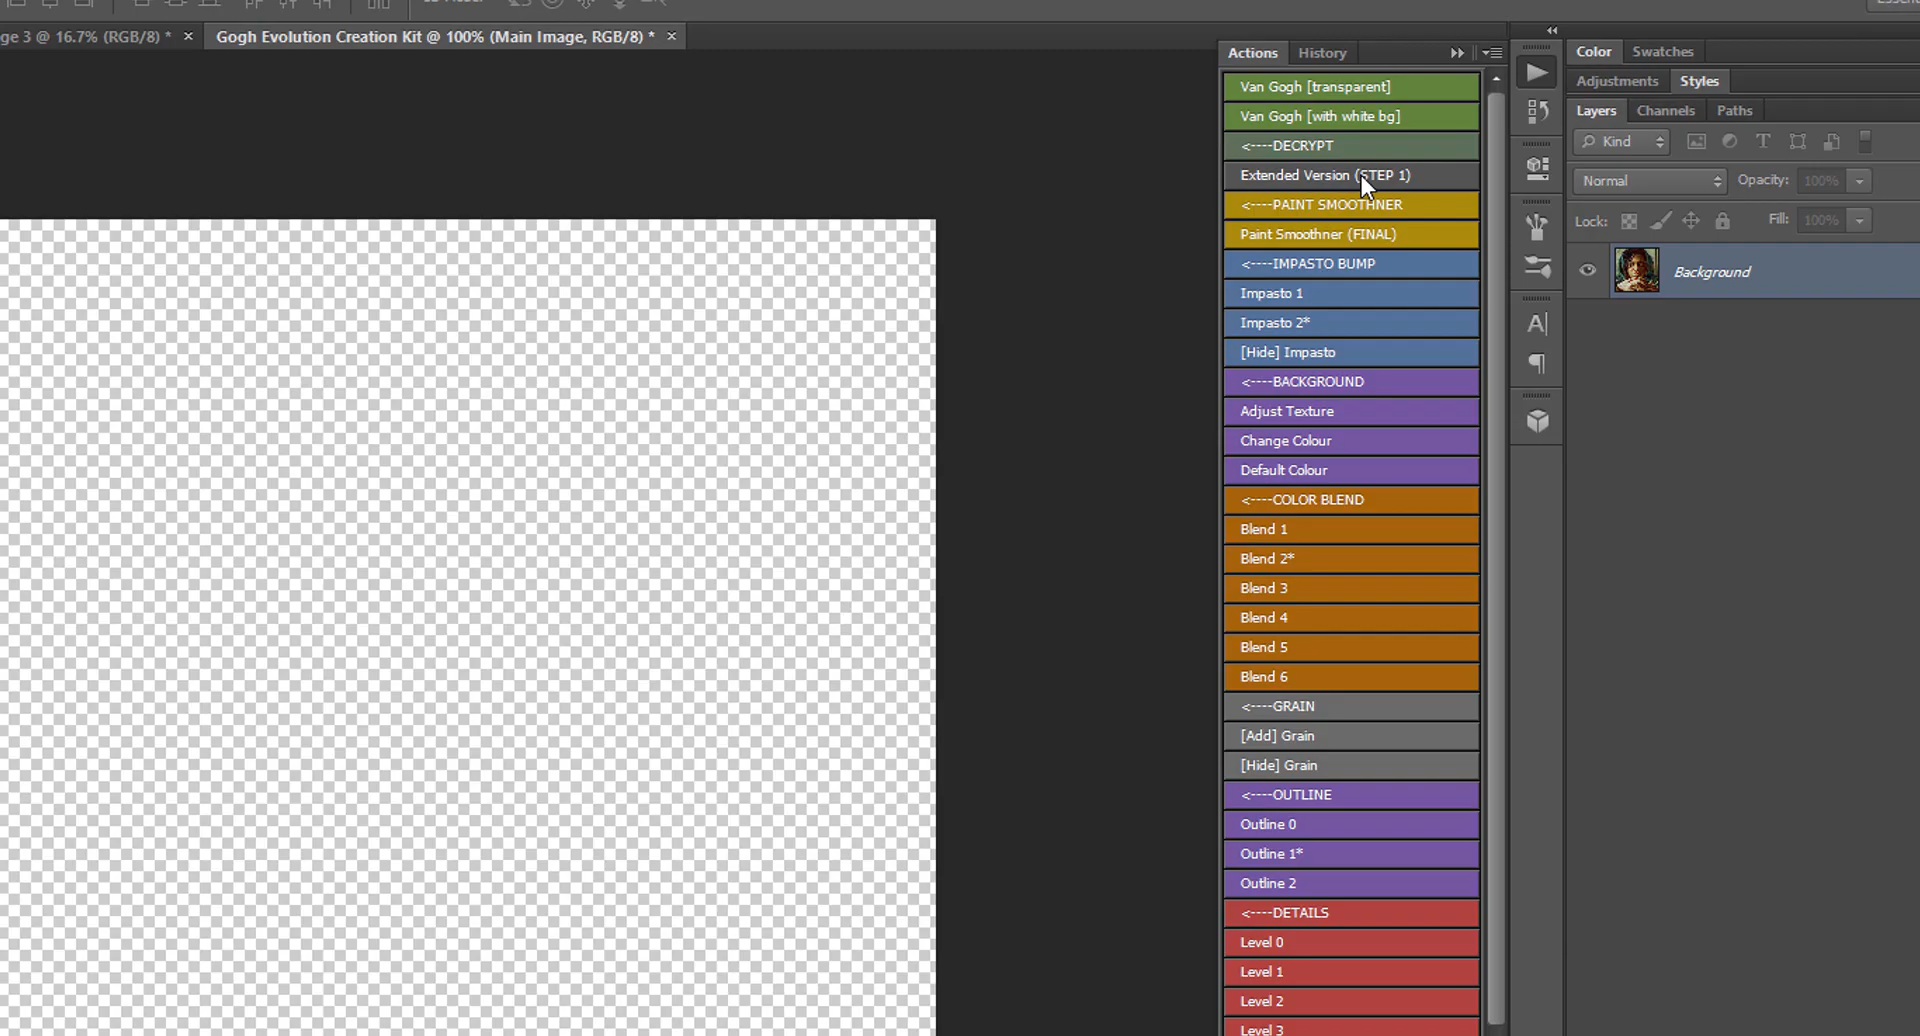 Essent
ge 3 @ 16.7% (RGB/8) * ×
Gogh Evolution Creation Kit @ 100% (Main Image, RGB/8) * ×
Actions History
Van Gogh [transparent]
Van Gogh [with white bg]
<----DECRYPT
Extended Version (STEP 1)
<----PAINT SMOOTHNER
Paint Smoothner (FINAL)
<----IMPASTO BUMP
Impasto 1
Impasto 2*
[Hide] Impasto
<----BACKGROUND
Adjust Texture
Change Colour
Default Colour
<----COLOR BLEND
Blend 1
Blend 2*
Blend 3
Blend 4
Blend 5
Blend 6
<----GRAIN
[Add] Grain
[Hide] Grain
<----OUTLINE
Outline 0
Outline 1*
Outline 2
<----DETAILS
Level 0
Level 1
Level 2
Level 3
Color Swatches
Adjustments Styles
Layers Channels Paths
Kind
Normal Opacity: 100%
Lock: Fill: 100%
Background